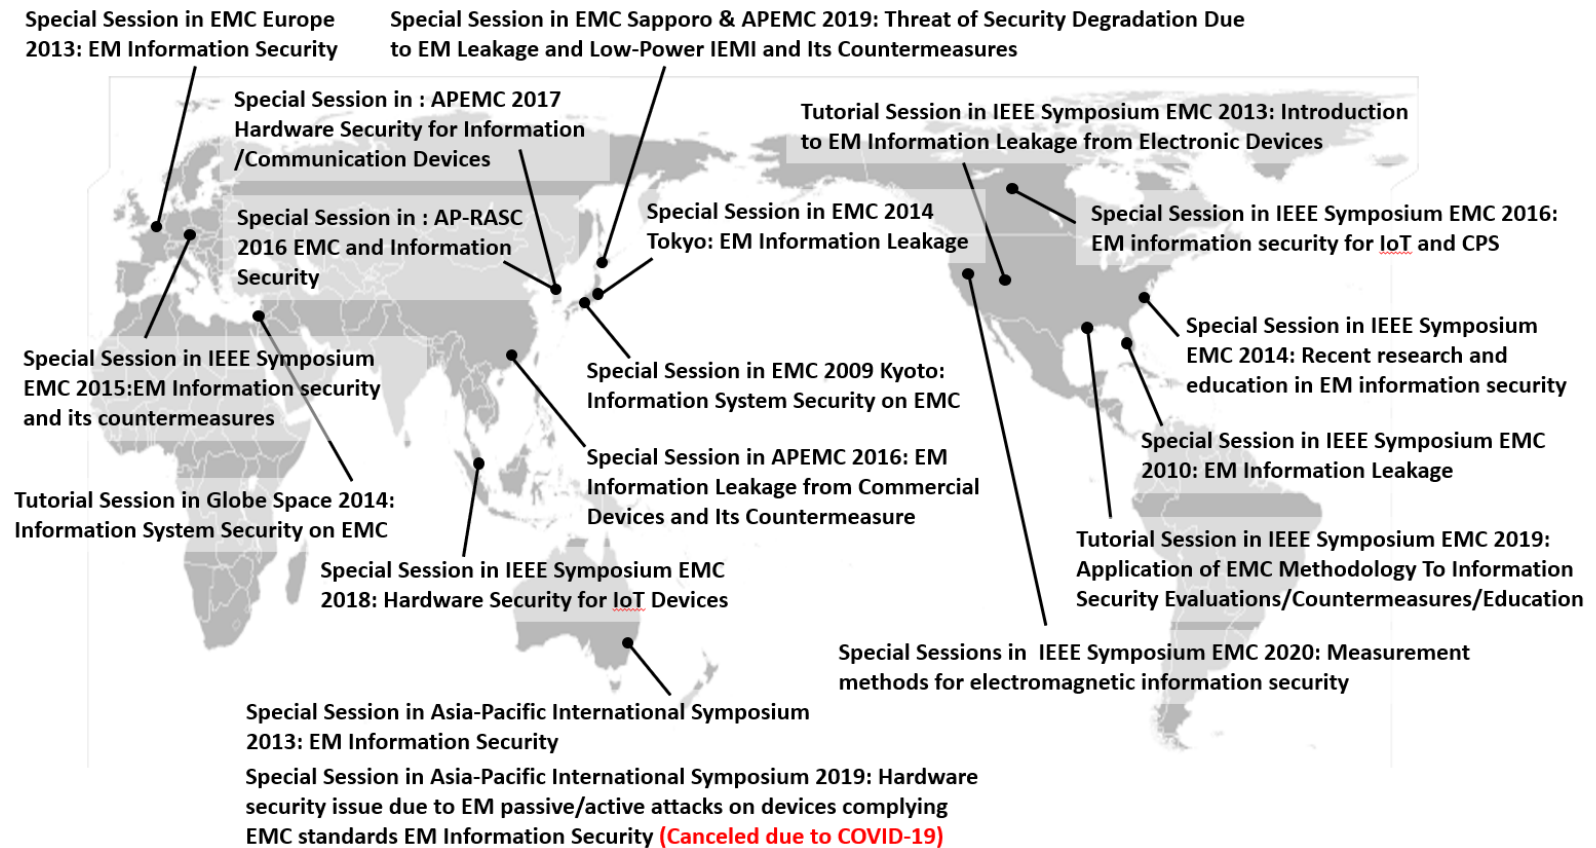 Special Session in EMC Europe
2013: EM Information Security
Special Session in EMC Sapporo & APEMC 2019: Threat of Security Degradation Due
to EM Leakage and Low-Power IEMI and Its Countermeasures
Special Session in : APEMC 2017
Hardware Security for Information
/Communication Devices
Tutorial Session in IEEE Symposium EMC 2013: Introduction
to EM Information Leakage from Electronic Devices
Special Session in : AP-RASC
2016 EMC and Information
Security
Special Session in EMC 2014
Tokyo: EM Information Leakage
Special Session in IEEE Symposium EMC 2016:
EM information security for IoT and CPS
Special Session in IEEE Symposium
EMC 2014: Recent research and
education in EM information security
Special Session in IEEE Symposium
EMC 2015:EM Information security
and its countermeasures
Special Session in EMC 2009 Kyoto:
Information System Security on EMC
Special Session in IEEE Symposium EMC
2010: EM Information Leakage
Special Session in APEMC 2016: EM
Information Leakage from Commercial
Devices and Its Countermeasure
Tutorial Session in Globe Space 2014:
Information System Security on EMC
Tutorial Session in IEEE Symposium EMC 2019:
Application of EMC Methodology To Information
Security Evaluations/Countermeasures/Education
Special Session in IEEE Symposium EMC
2018: Hardware Security for IoT Devices
Special Sessions in  IEEE Symposium EMC 2020: Measurement
methods for electromagnetic information security
Special Session in Asia-Pacific International Symposium
2013: EM Information Security
Special Session in Asia-Pacific International Symposium 2019: Hardware
security issue due to EM passive/active attacks on devices complying
EMC standards EM Information Security (Canceled due to COVID-19)